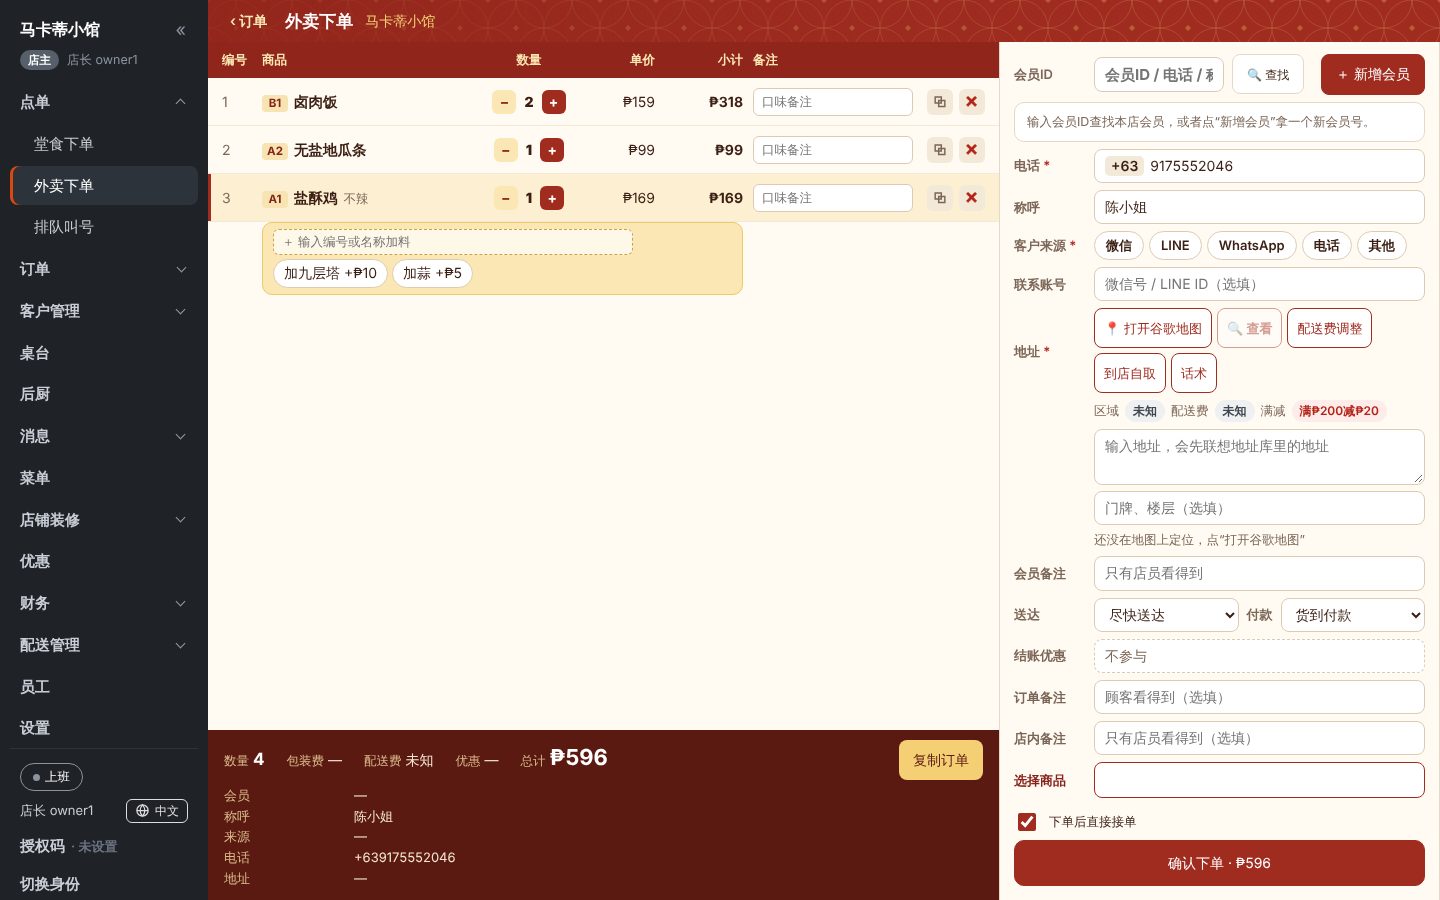 马卡蒂小馆 «
店主 店长 owner1
点单
堂食下单
外卖下单
排队叫号
订单
客户管理
桌台
后厨
消息
菜单
店铺装修
优惠
财务
配送管理
员工
设置
上班
店长 owner1 中文
授权码 · 未设置
切换身份
‹ 订单 外卖下单 马卡蒂小馆
编号 商品 数量 单价 小计 备注
1 B1 卤肉饭 − 2 + ₱159 ₱318 口味备注
2 A2 无盐地瓜条 − 1 + ₱99 ₱99 口味备注
3 A1 盐酥鸡 不辣 − 1 + ₱169 ₱169 口味备注
＋ 输入编号或名称加料
加九层塔 +₱10 加蒜 +₱5
数量 4 包装费 — 配送费 未知 优惠 — 总计 ₱596 复制订单
会员 —
称呼 陈小姐
来源 —
电话 +639175552046
地址 —
会员ID 会员ID / 电话 / 🔍 查找 ＋ 新增会员
输入会员ID查找本店会员，或者点“新增会员”拿一个新会员号。
电话 * +63 9175552046
称呼 陈小姐
客户来源 * 微信 LINE WhatsApp 电话 其他
联系账号 微信号 / LINE ID（选填）
地址 * 📍 打开谷歌地图 🔍 查看 配送费调整
到店自取 话术
区域 未知 配送费 未知 满减 满₱200减₱20
输入地址，会先联想地址库里的地址
门牌、楼层（选填）
还没在地图上定位，点“打开谷歌地图”
会员备注 只有店员看得到
送达 尽快送达 付款 货到付款
结账优惠 不参与
订单备注 顾客看得到（选填）
店内备注 只有店员看得到（选填）
选择商品
下单后直接接单
确认下单 · ₱596